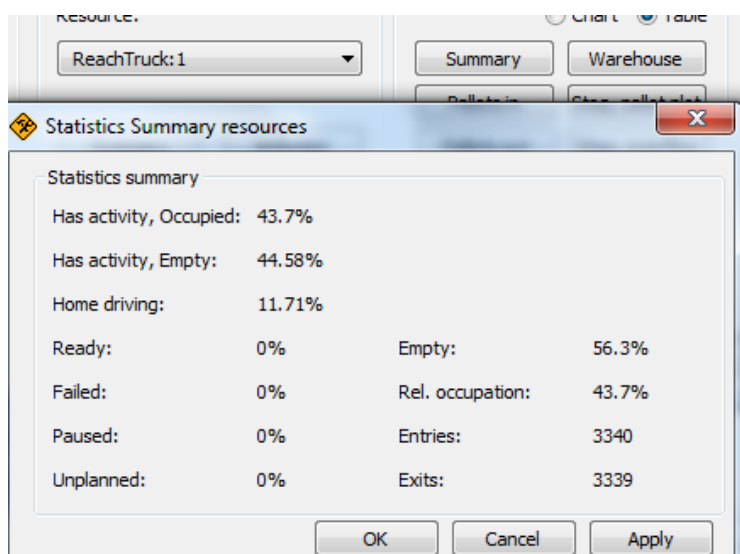 Resource:
Chart Table
ReachTruck:1
Summary Warehouse
Statistics Summary resources
Statistics summary
Has activity, Occupied: 43.7%
Has activity, Empty: 44.58%
Home driving: 11.71%
Ready: 0% Empty: 56.3%
Failed: 0% Rel. occupation: 43.7%
Paused: 0% Entries: 3340
Unplanned: 0% Exits: 3339
OK Cancel Apply